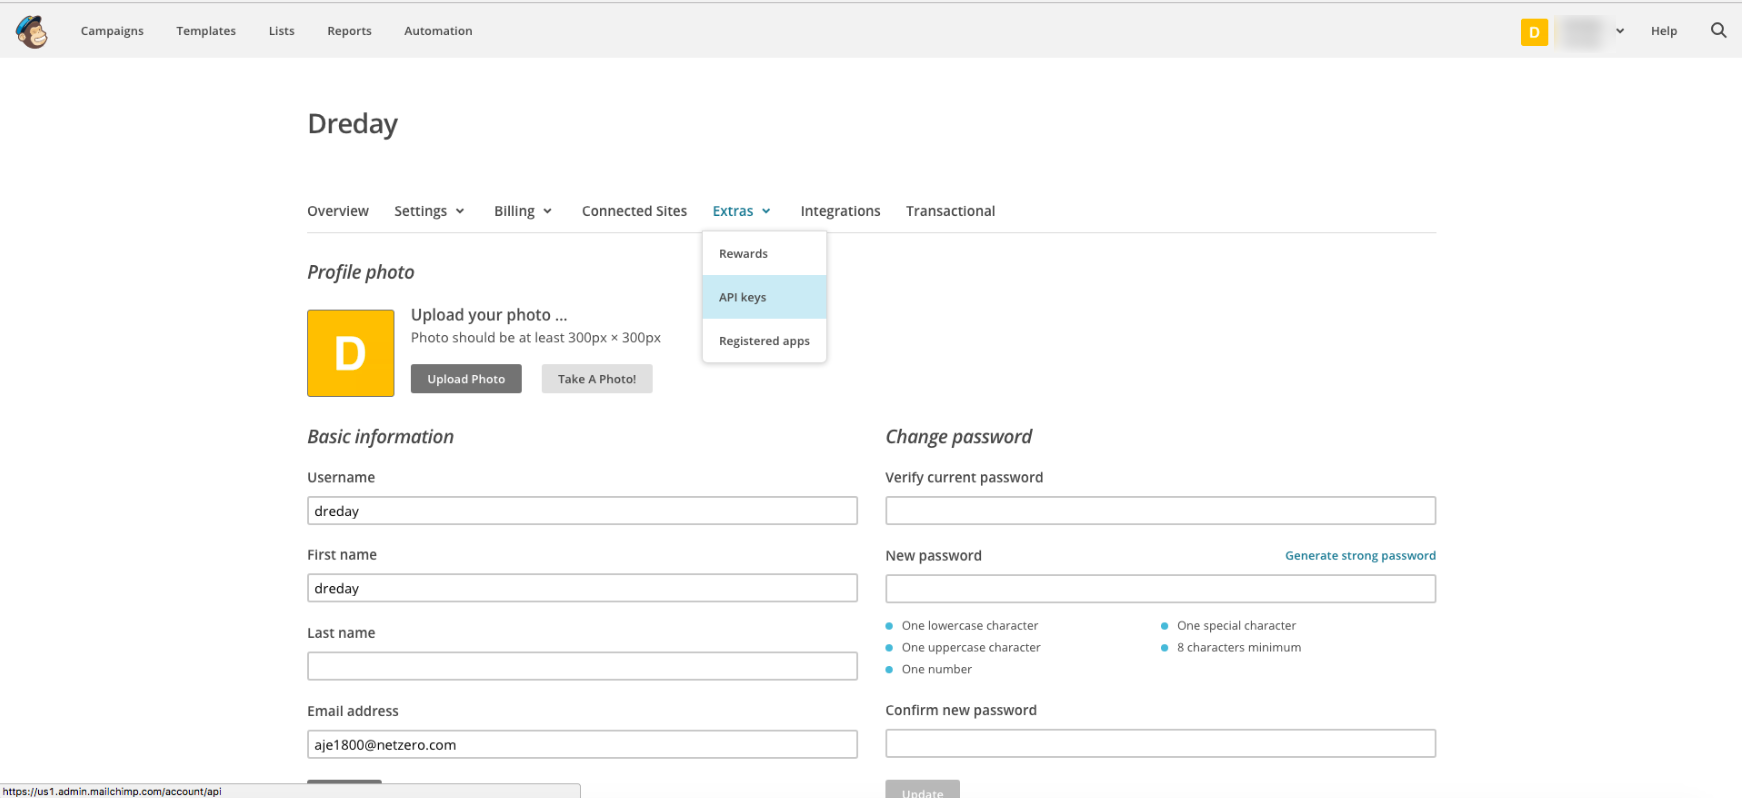 Campaigns Templates Lists Reports Automation D Help
Dreday
Overview Settings Billing Connected Sites Extras Integrations Transactional
Rewards
API keys
Registered apps
Profile photo
D
Upload your photo ...
Photo should be at least 300px × 300px
Upload Photo Take A Photo!
Basic information
Username
dreday
First name
dreday
Last name
Email address
aje1800@netzero.com
Change password
Verify current password
New password Generate strong password
One lowercase character One special character
One uppercase character 8 characters minimum
One number
Confirm new password
Update
https://us1.admin.mailchimp.com/account/api